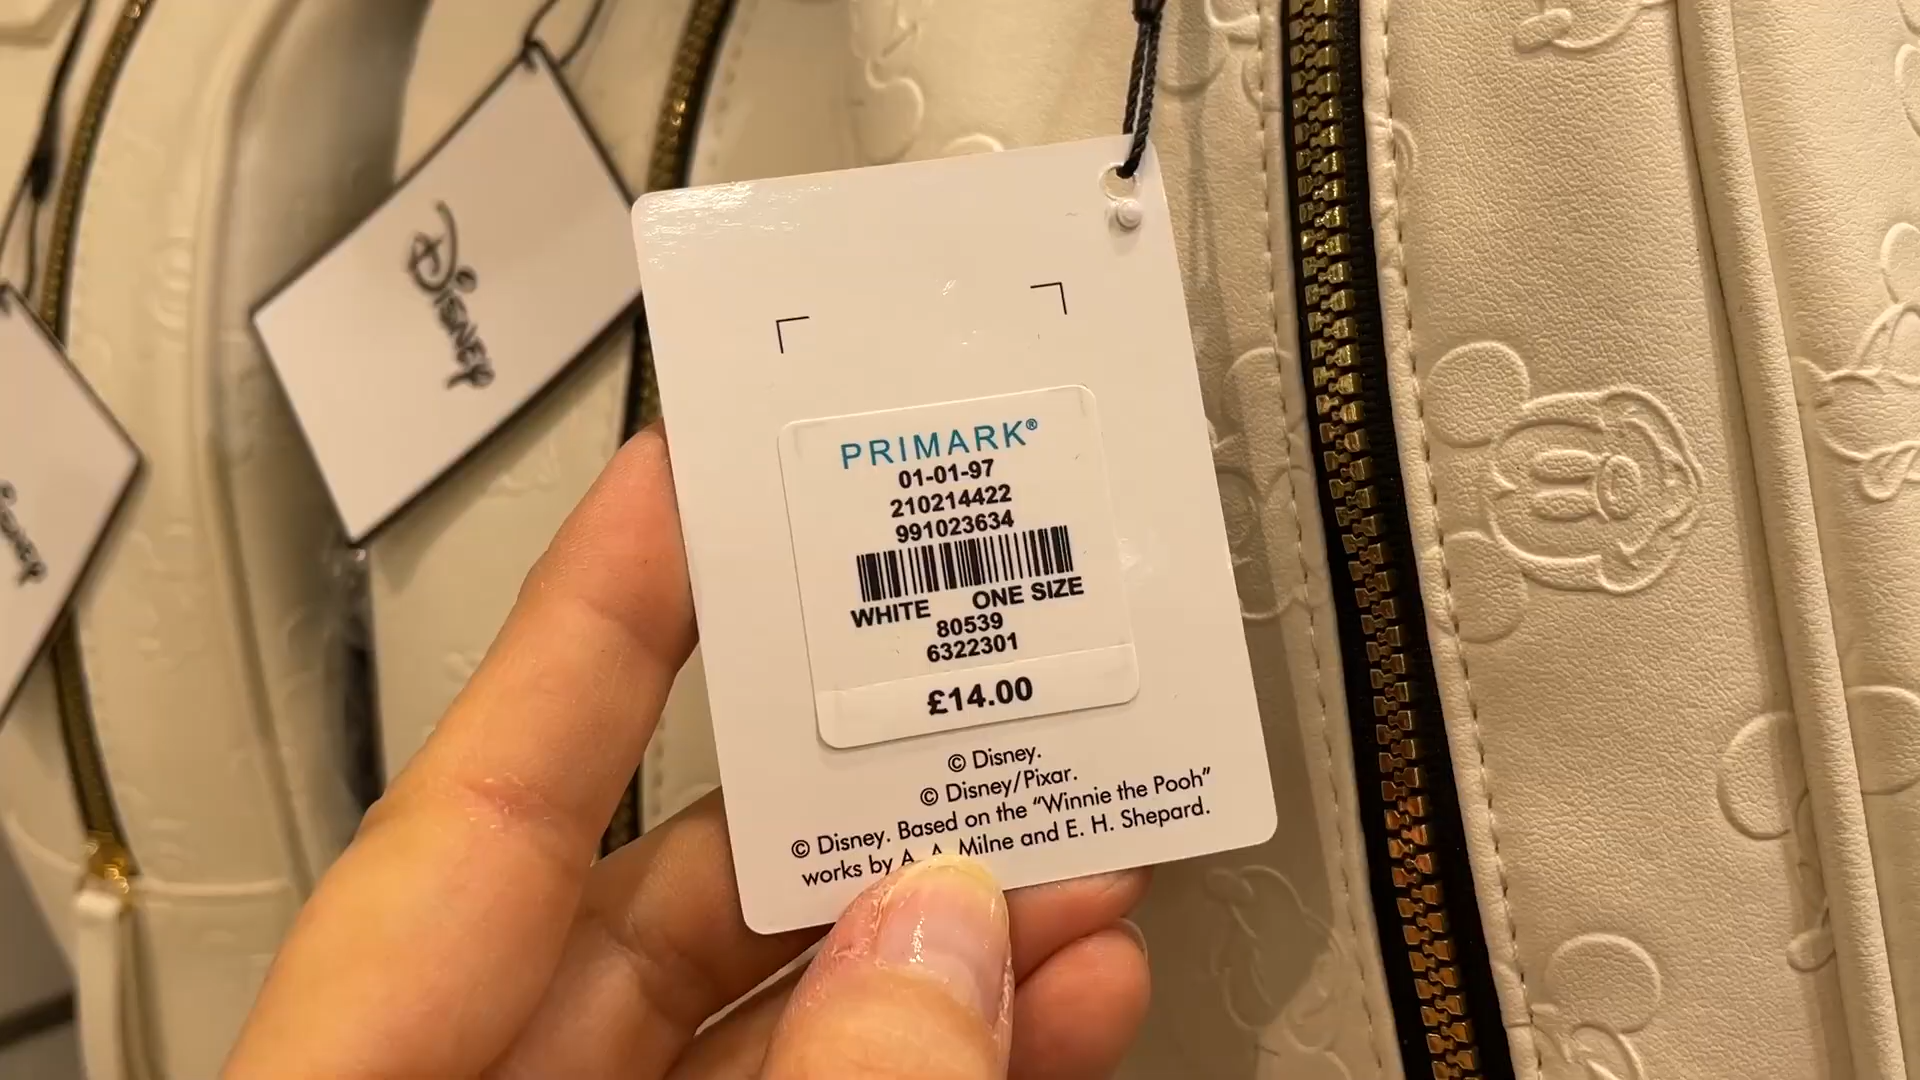 Disney
Disney
PRIMARK®
01-01-97
210214422
991023634
WHITE ONE SIZE
80539
6322301
£14.00
© Disney.
© Disney/Pixar.
© Disney. Based on the “Winnie the Pooh”
works by A. A. Milne and E. H. Shepard.